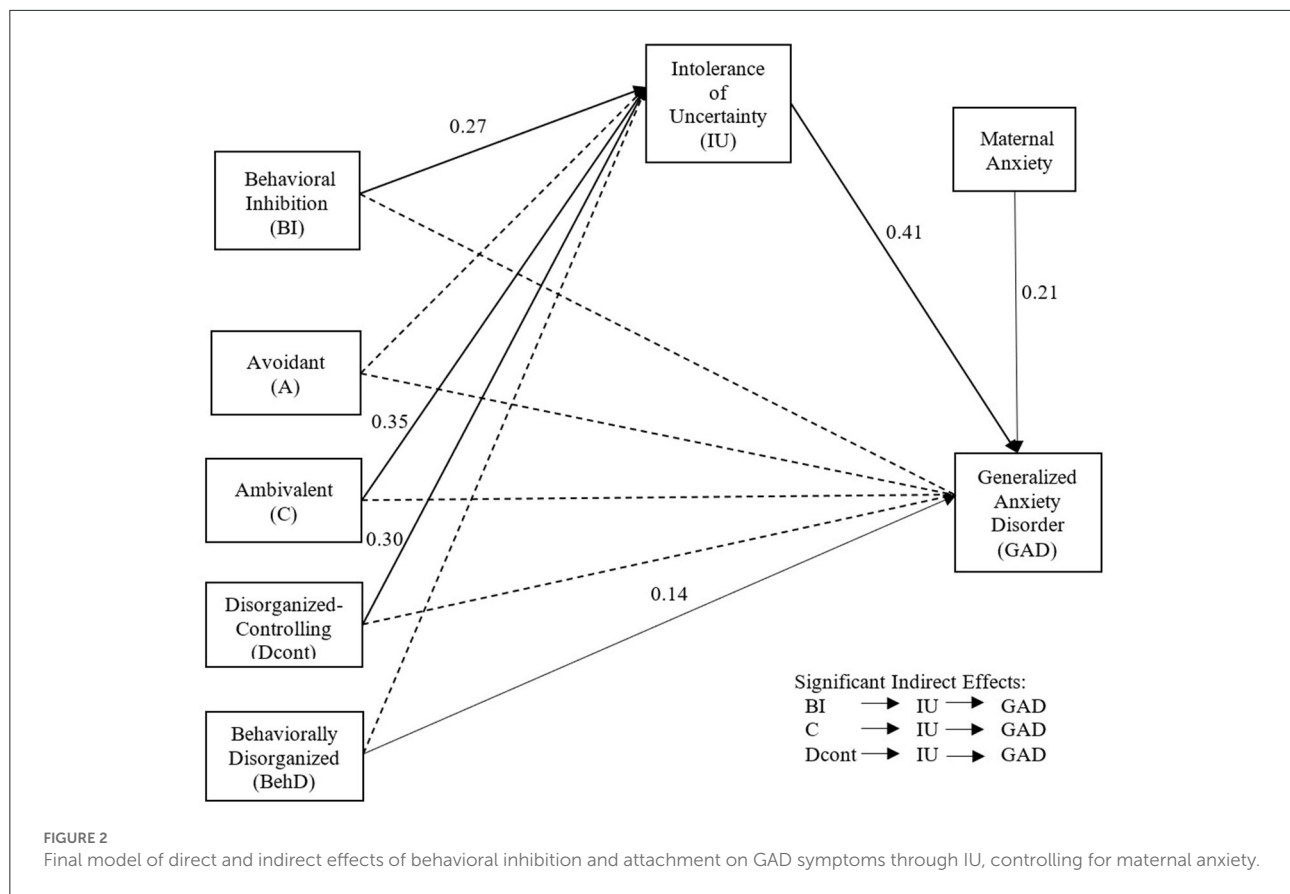 Intolerance
of
Uncertainty
(IU)
Maternal
Anxiety
0.27
Behavioral
Inhibition
(BI)
0.41
0.21
Avoidant
(A)
0.35
Ambivalent
(C)
Generalized
Anxiety
Disorder
(GAD)
0.30
Disorganized-
Controlling
(Dcont)
0.14
Behaviorally
Disorganized
(BehD)
Significant Indirect Effects:
BI → IU → GAD
C → IU → GAD
Dcont → IU → GAD
FIGURE 2
Final model of direct and indirect effects of behavioral inhibition and attachment on GAD symptoms through IU, controlling for maternal anxiety.